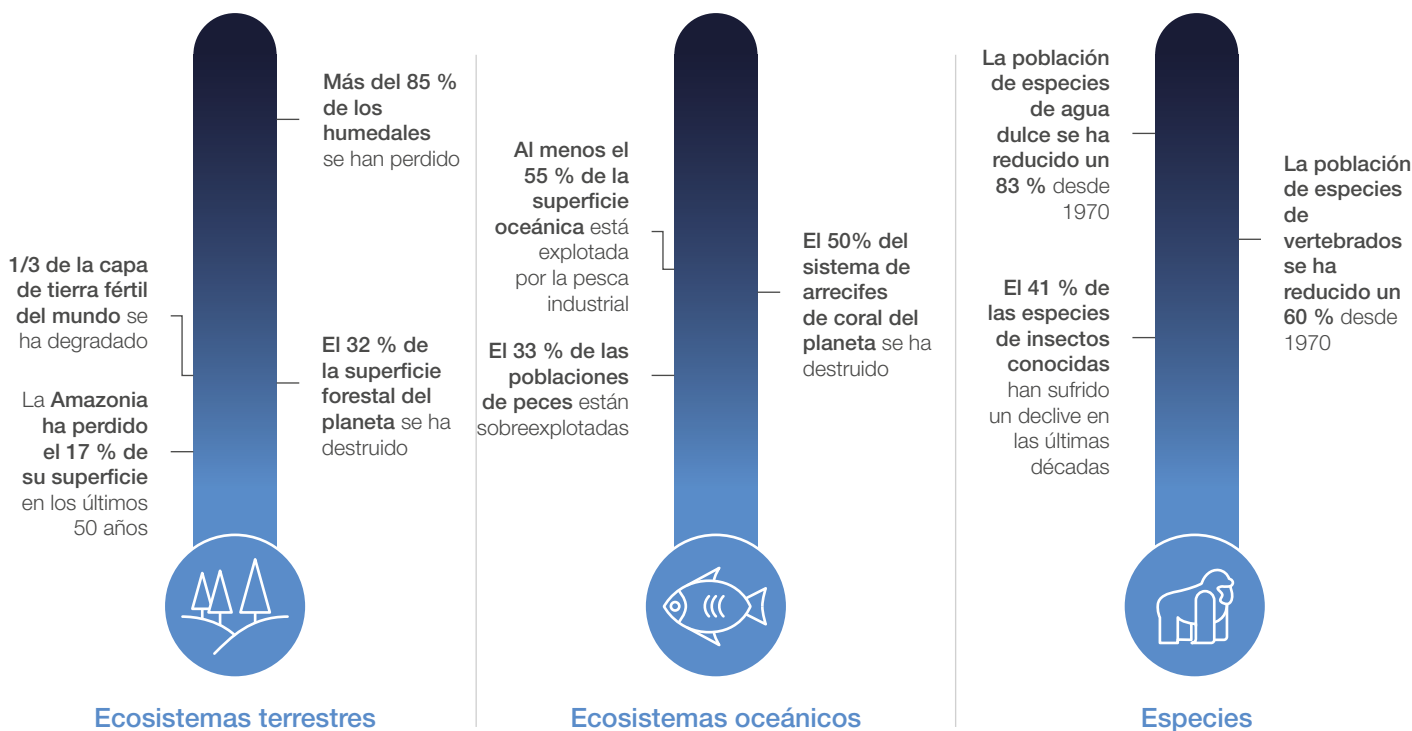 Más del 85 %
de los
humedales
se han perdido
1/3 de la capa
de tierra fértil
del mundo se
ha degradado
El 32 % de
la superficie
forestal del
planeta se ha
destruido
La Amazonia
ha perdido
el 17 % de
su superficie
en los últimos
50 años
Ecosistemas terrestres
Al menos el
55 % de la
superficie
oceánica está
explotada
por la pesca
industrial
El 50% del
sistema de
arrecifes
de coral del
planeta se ha
destruido
El 33 % de las
poblaciones
de peces están
sobreexplotadas
Ecosistemas oceánicos
La población
de especies
de agua
dulce se ha
reducido un
83 % desde
1970
La población
de especies
de
vertebrados
se ha
reducido un
60 % desde
1970
El 41 % de
las especies
de insectos
conocidas
han sufrido
un declive en
las últimas
décadas
Especies